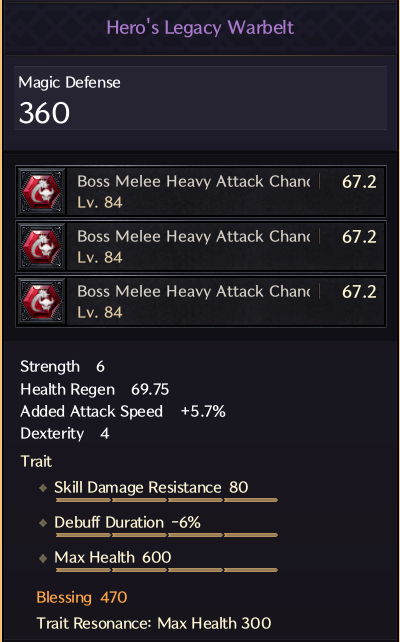 Hero's Legacy Warbelt
Magic Defense
360
Boss Melee Heavy Attack Chanc 67.2
Lv. 84
Boss Melee Heavy Attack Chanc 67.2
Lv. 84
Boss Melee Heavy Attack Chanc 67.2
Lv. 84
Strength 6
Health Regen 69.75
Added Attack Speed +5.7%
Dexterity 4
Trait
Skill Damage Resistance 80
Debuff Duration -6%
Max Health 600
Blessing 470
Trait Resonance: Max Health 300